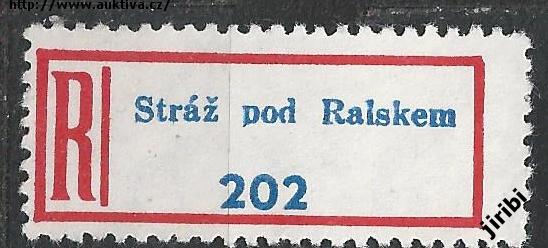 http://www.auktiva.cz/
R
Stráž pod Ralskem
202
jiribi